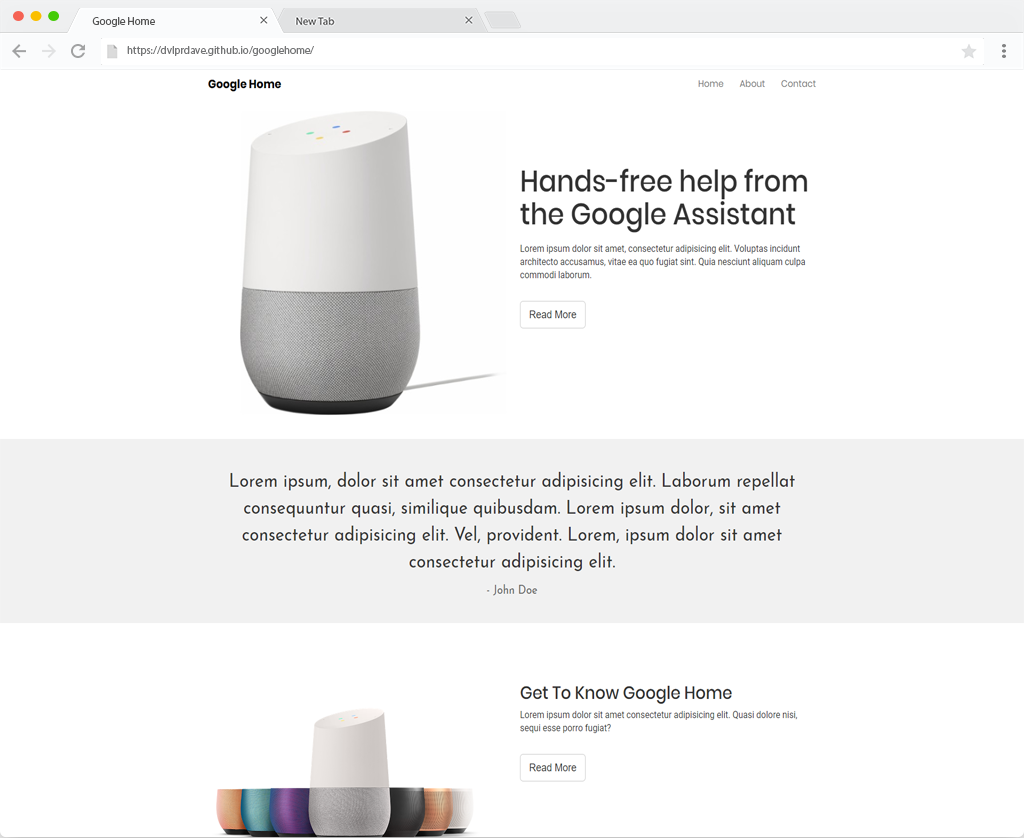 Google Home
New Tab
https://dvlprdave.github.io/googlehome/
Google Home
Home
About
Contact
Hands-free help from
the Google Assistant
Lorem ipsum dolor sit amet, consectetur adipisicing elit. Voluptas incidunt
architecto accusamus, vitae ea quo fugiat sint. Quia nesciunt aliquam culpa
commodi laborum.
Read More
Lorem ipsum, dolor sit amet consectetur adipisicing elit. Laborum repellat
consequuntur quasi, similique quibusdam. Lorem ipsum dolor, sit amet
consectetur adipisicing elit. Vel, provident. Lorem, ipsum dolor sit amet
consectetur adipisicing elit.
- John Doe
Get To Know Google Home
Lorem ipsum dolor sit amet consectetur adipisicing elit. Quasi dolore nisi,
sequi esse porro fugiat?
Read More